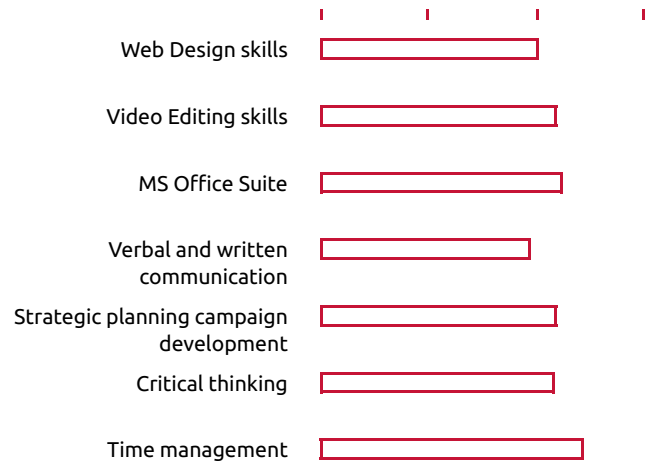 Web Design skills
Video Editing skills
MS Office Suite
Verbal and written
communication
Strategic planning campaign
development
Critical thinking
Time management